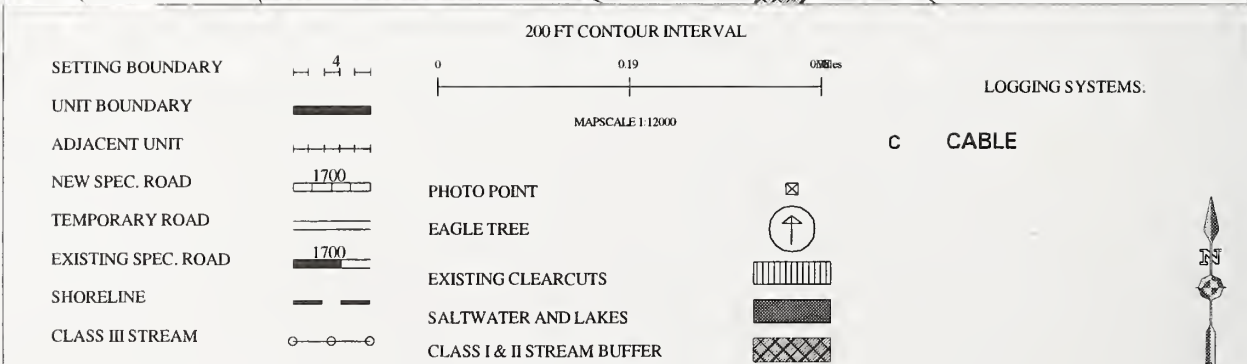 200 FT CONTOUR INTERVAL
SETTING BOUNDARY 4
UNIT BOUNDARY
ADJACENT UNIT
NEW SPEC. ROAD 1700
TEMPORARY ROAD
EXISTING SPEC. ROAD 1700
SHORELINE
CLASS III STREAM
0 0.19
MAPSCALE 1:12000
PHOTO POINT
EAGLE TREE
EXISTING CLEARCUTS
SALTWATER AND LAKES
CLASS I & II STREAM BUFFER
LOGGING SYSTEMS.
C CABLE
N